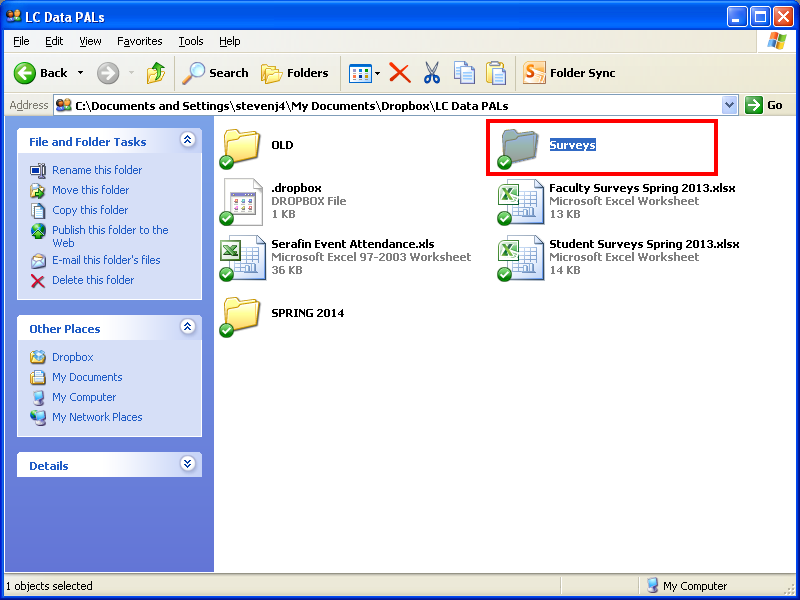 LC Data PALs
File Edit View Favorites Tools Help
Back Search Folders Folder Sync
Address C:\Documents and Settings\stevenj4\My Documents\Dropbox\LC Data PALs Go
File and Folder Tasks
Rename this folder
Move this folder
Copy this folder
Publish this folder to the
Web
E-mail this folder's files
Delete this folder
Other Places
Dropbox
My Documents
My Computer
My Network Places
Details
OLD
Surveys
.dropbox
DROPBOX File
1 KB
Faculty Surveys Spring 2013.xlsx
Microsoft Excel Worksheet
13 KB
Serafin Event Attendance.xls
Microsoft Excel 97-2003 Worksheet
36 KB
Student Surveys Spring 2013.xlsx
Microsoft Excel Worksheet
14 KB
SPRING 2014
1 objects selected
My Computer